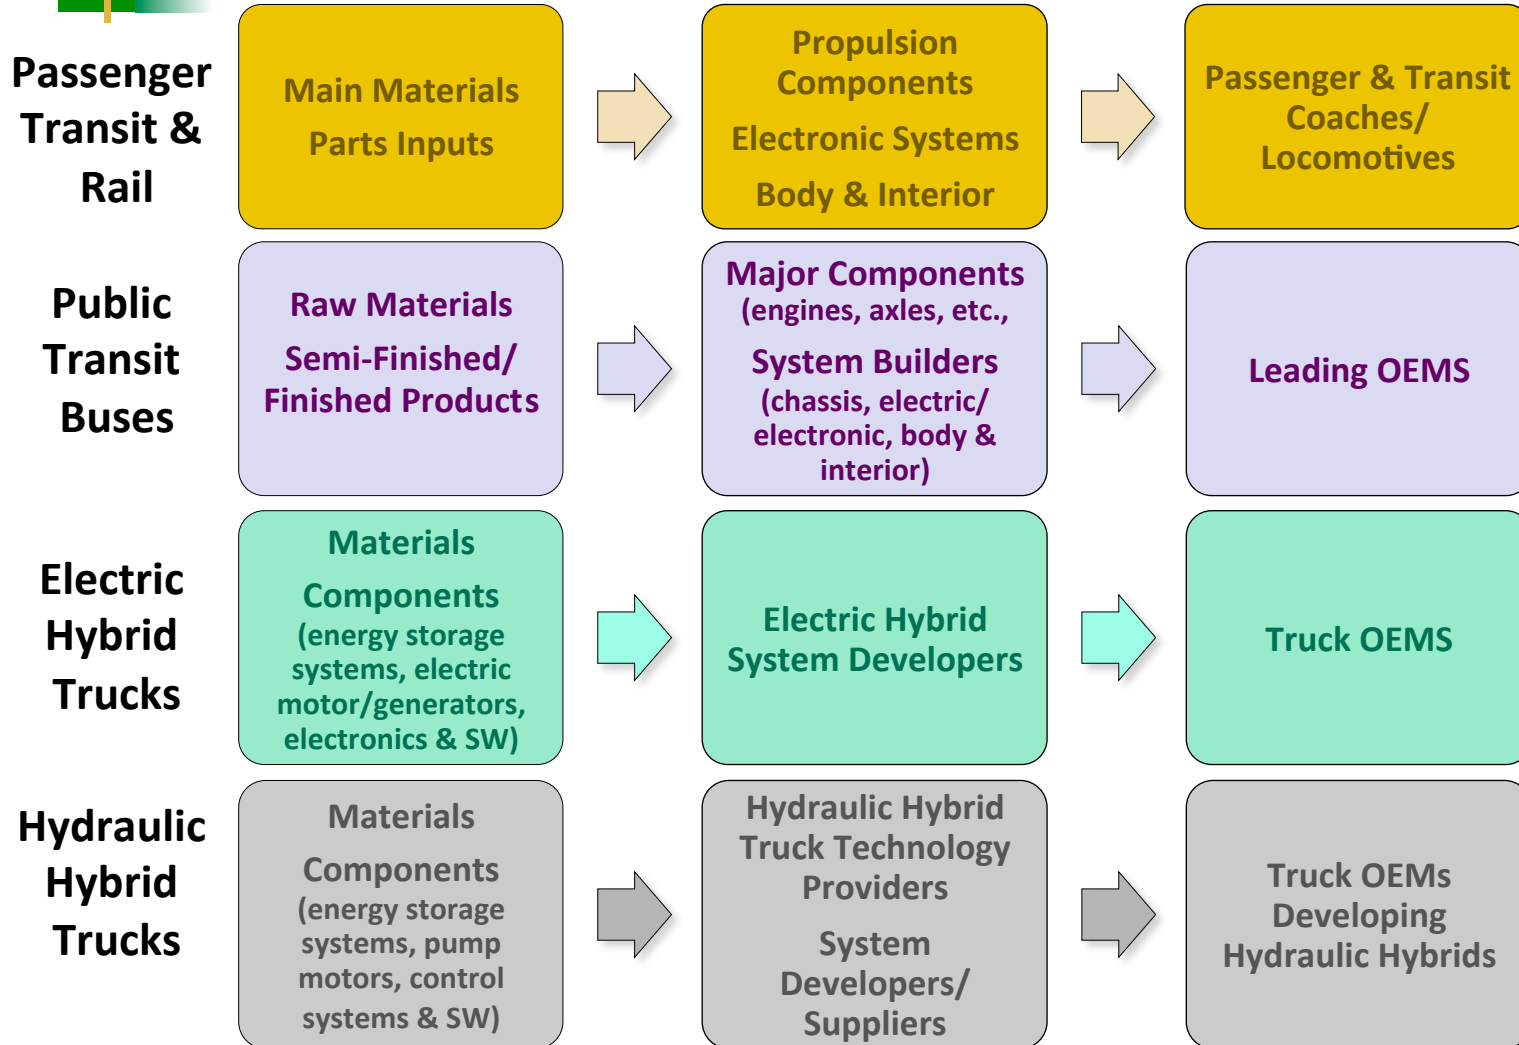 Passenger
Transit &
Rail
Main Materials
Parts Inputs
Propulsion
Components
Electronic Systems
Body & Interior
Passenger & Transit
Coaches/
Locomotives
Public
Transit
Buses
Raw Materials
Semi-Finished/
Finished Products
Major Components
(engines, axles, etc.,
System Builders
(chassis, electric/
electronic, body &
interior)
Leading OEMS
Electric
Hybrid
Trucks
Materials
Components
(energy storage
systems, electric
motor/generators,
electronics & SW)
Electric Hybrid
System Developers
Truck OEMS
Hydraulic
Hybrid
Trucks
Materials
Components
(energy storage
systems, pump
motors, control
systems & SW)
Hydraulic Hybrid
Truck Technology
Providers
System
Developers/
Suppliers
Truck OEMs
Developing
Hydraulic Hybrids